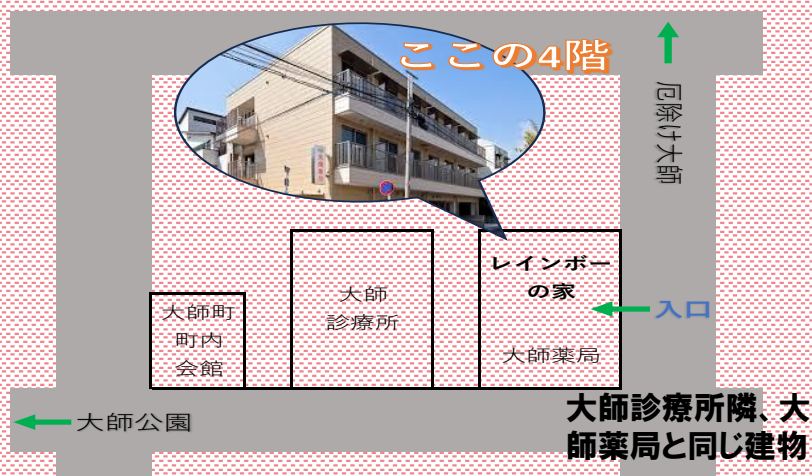 ここの4階
厄除け大師
レインボー
の家
入口
大師薬局
大師
診療所
大師町
町内
会館
大師公園
大師診療所隣、大
師薬局と同じ建物